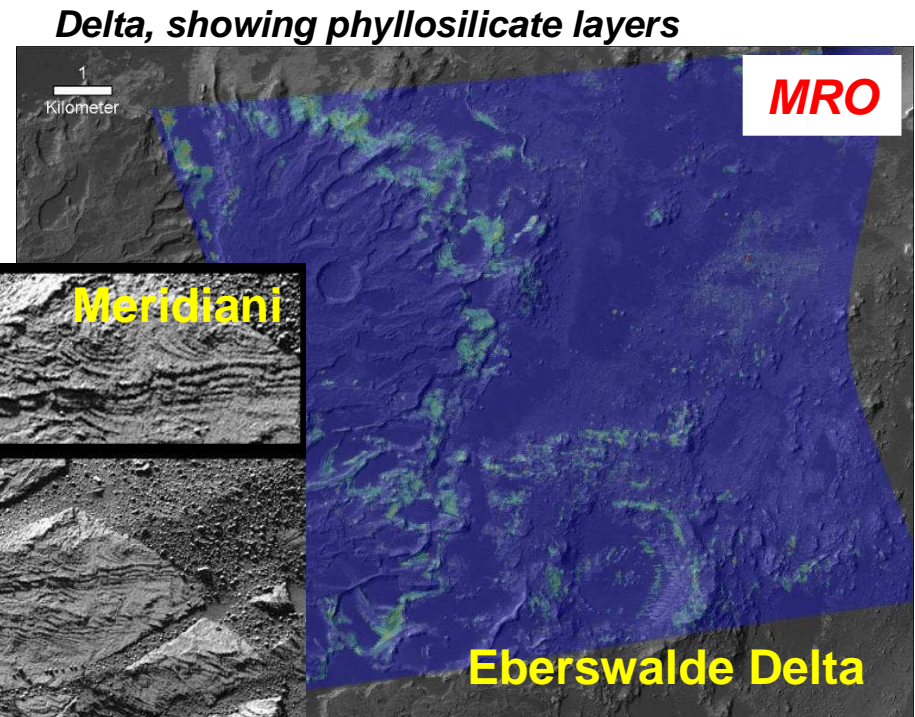 Delta, showing phyllosilicate layers
1
Kilometer
MRO
Meridiani
Eberswalde Delta